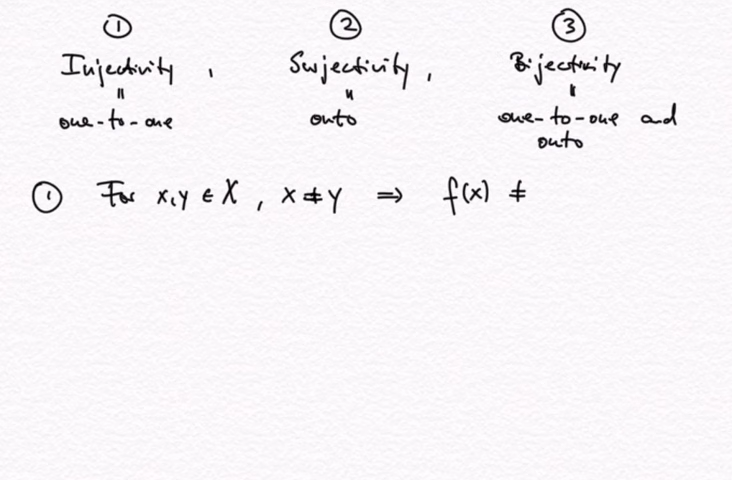 ① ② ③
Injectivity , Surjectivity , Bijectivity
= = =
one-to-one onto one-to-one and
onto
① For x,y ∈ X , x ≠ y ⇒ f(x) ≠